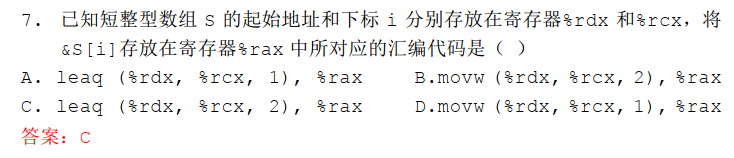 7. 已知短整型数组 S 的起始地址和下标 i 分别存放在寄存器%rdx 和%rcx，将
&S[i]存放在寄存器%rax 中所对应的汇编代码是（ ）
A. leaq (%rdx, %rcx, 1), %rax B.movw (%rdx, %rcx, 2), %rax
C. leaq (%rdx, %rcx, 2), %rax D.movw (%rdx, %rcx, 1), %rax
答案：C